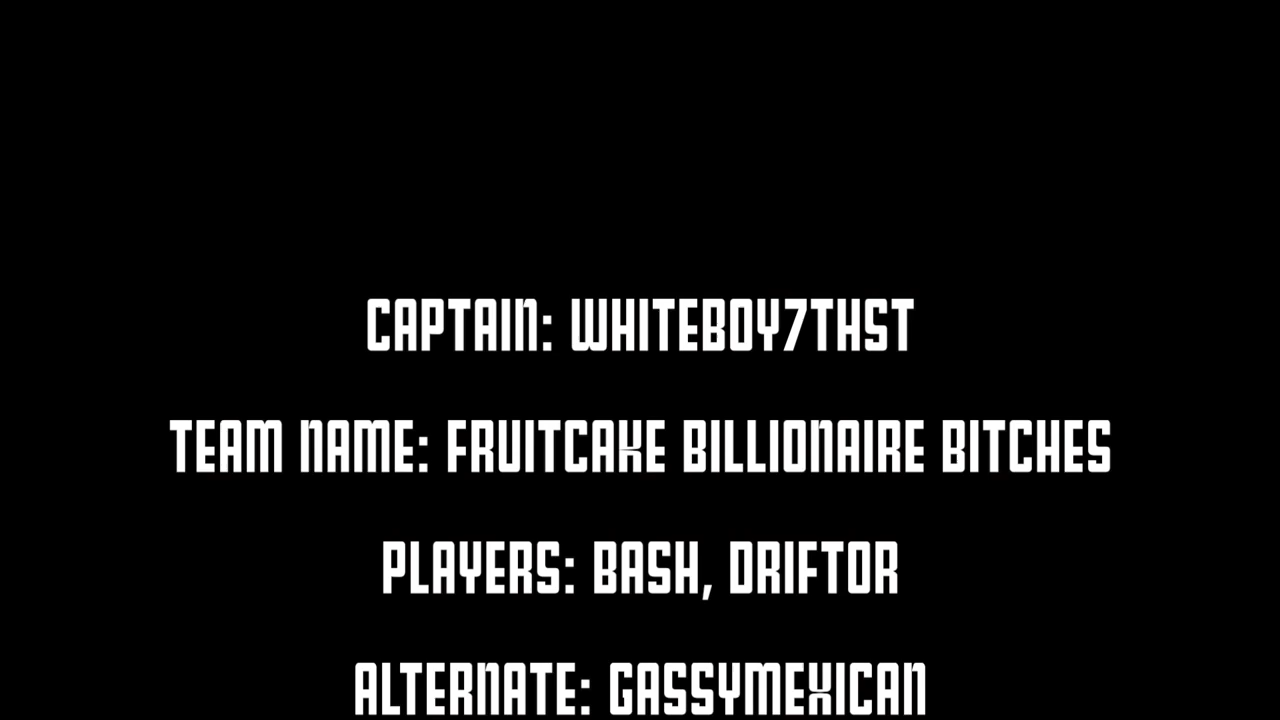 CAPTAIN: WHITEBOY7THST
TEAM NAME: FRUITCAKE BILLIONAIRE BITCHES
PLAYERS: BASH, DRIFTOR
ALTERNATE: GASSYMEXICAN